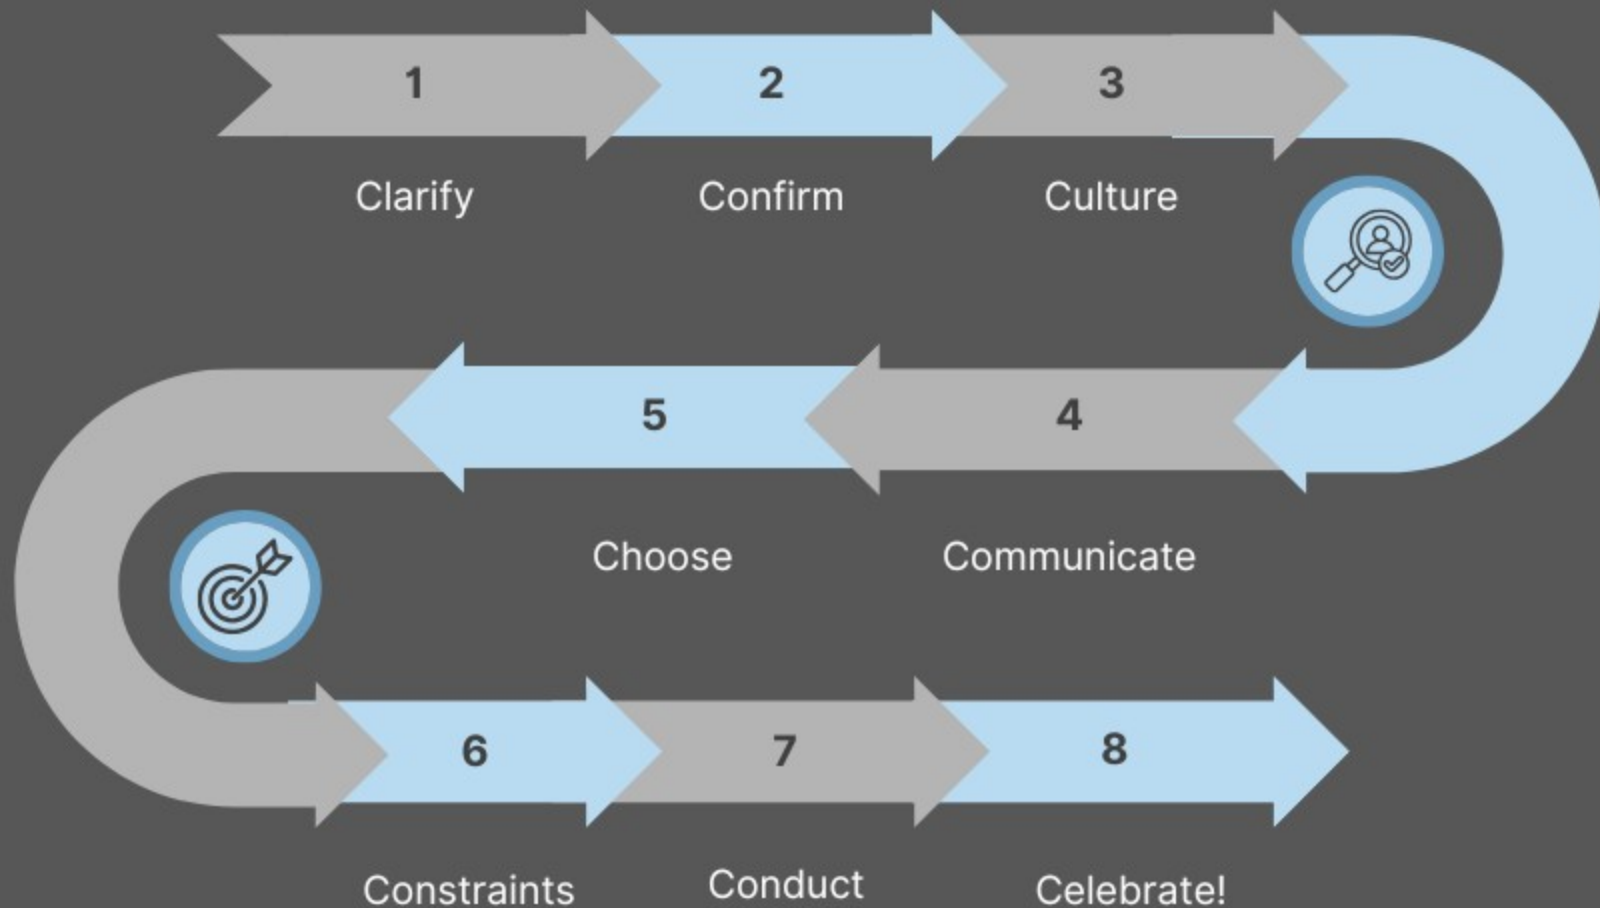 1 2 3
Clarify Confirm Culture
5 4
Choose Communicate
6 7 8
Constraints Conduct Celebrate!